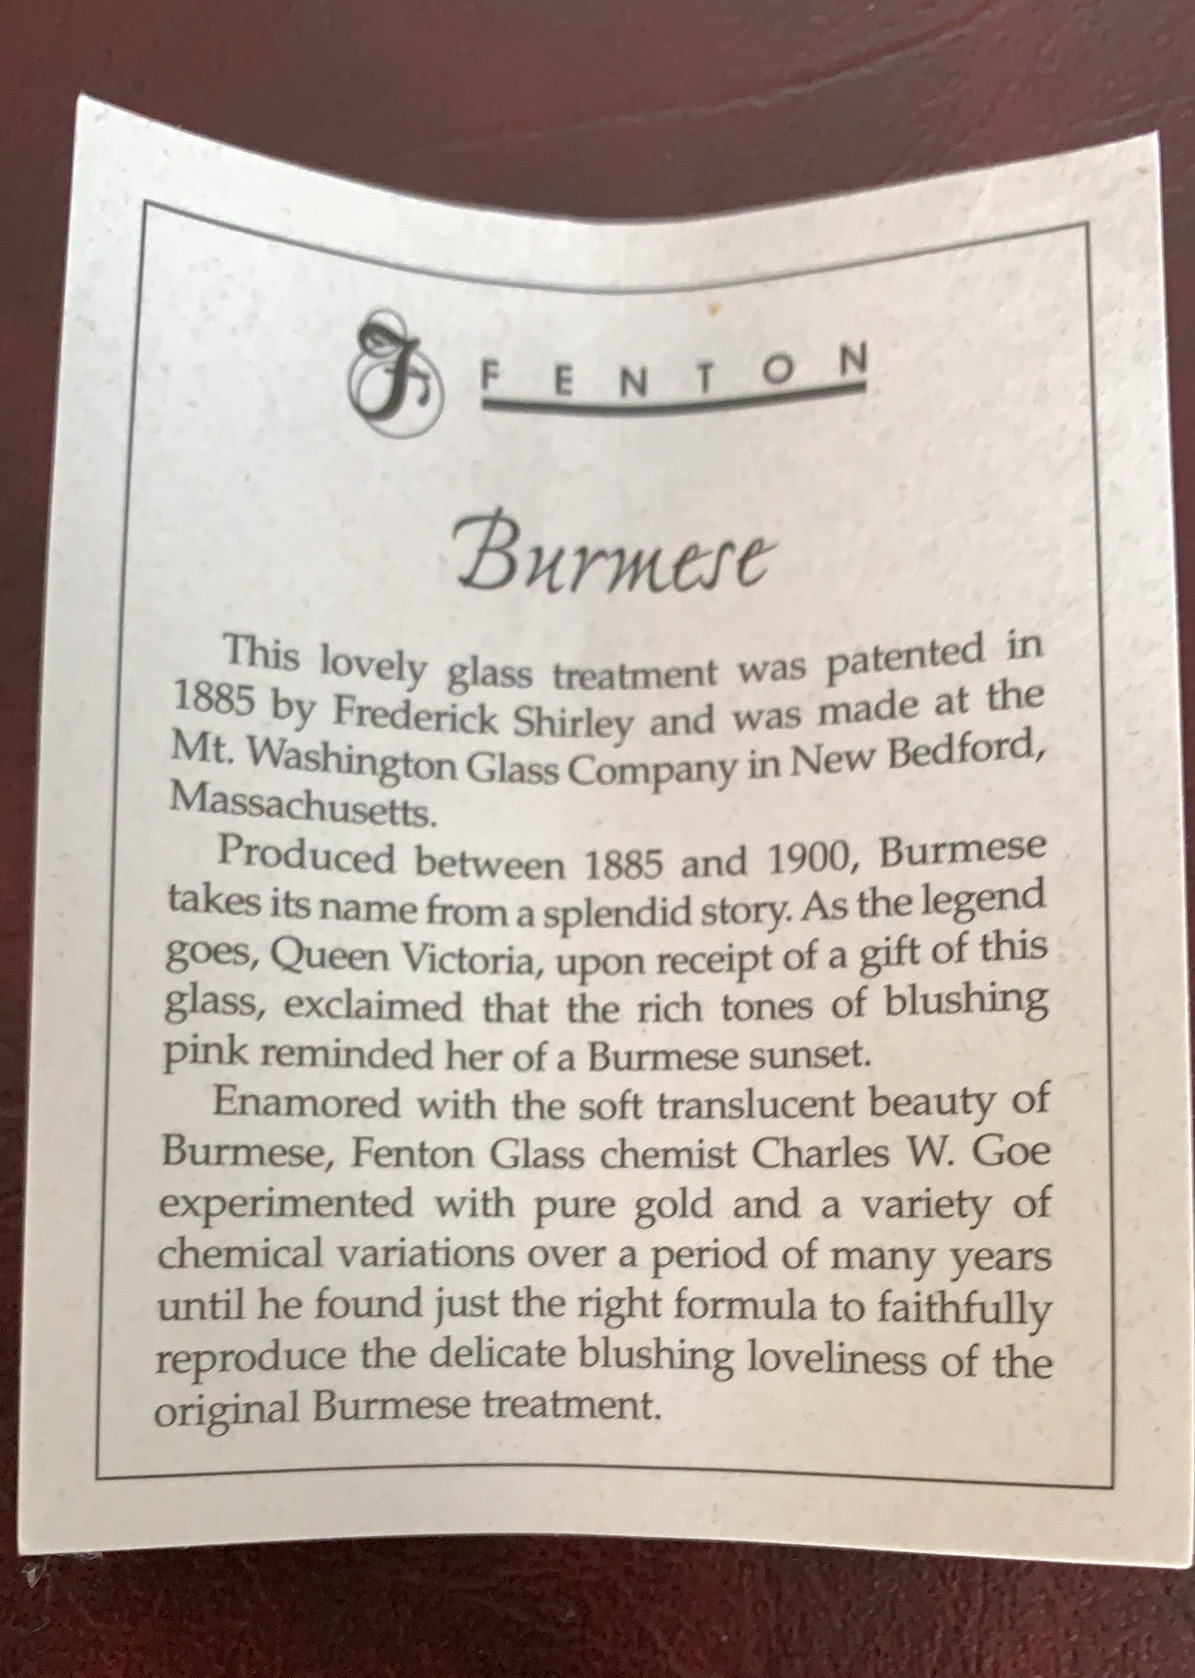 F FENTON
Burmese
This lovely glass treatment was patented in
1885 by Frederick Shirley and was made at the
Mt. Washington Glass Company in New Bedford,
Massachusetts.
Produced between 1885 and 1900, Burmese
takes its name from a splendid story. As the legend
goes, Queen Victoria, upon receipt of a gift of this
glass, exclaimed that the rich tones of blushing
pink reminded her of a Burmese sunset.
Enamored with the soft translucent beauty of
Burmese, Fenton Glass chemist Charles W. Goe
experimented with pure gold and a variety of
chemical variations over a period of many years
until he found just the right formula to faithfully
reproduce the delicate blushing loveliness of the
original Burmese treatment.